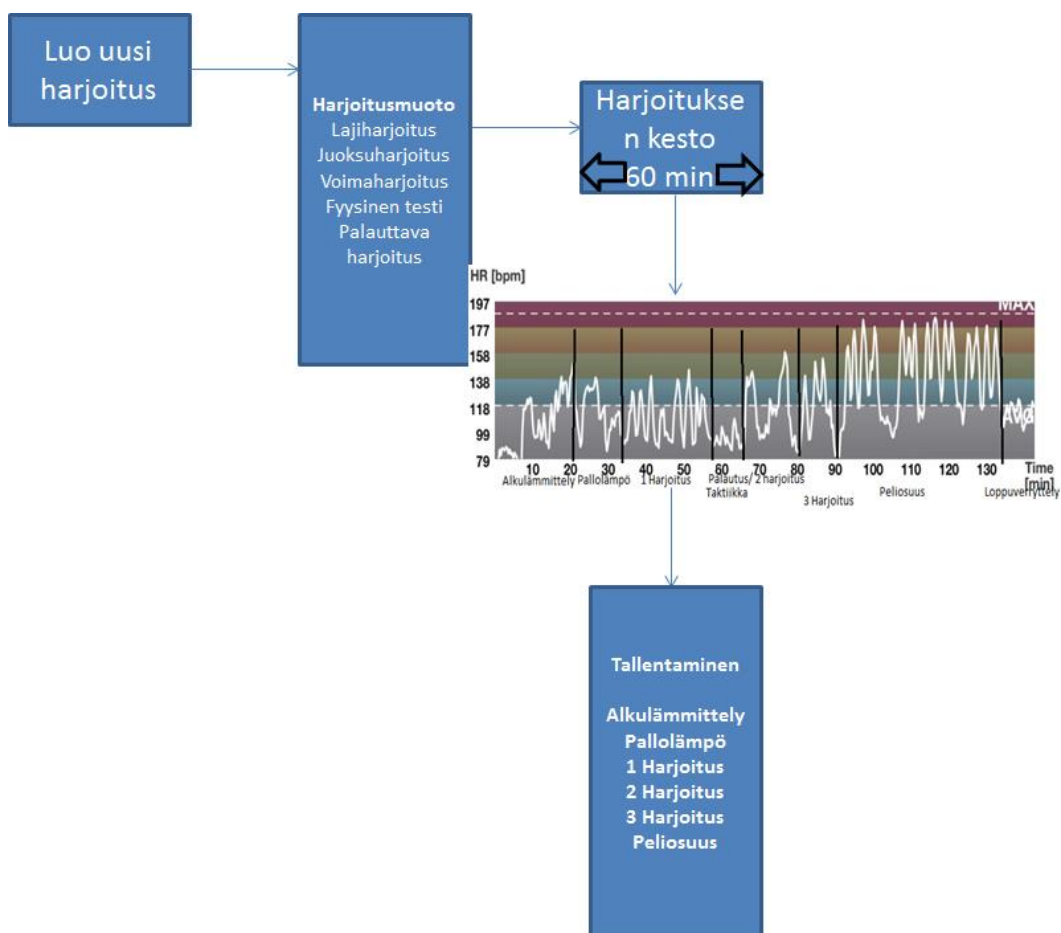 Luo uusi
harjoitus
Harjoitusmuoto
Lajiharjoitus
Juoksuharjoitus
Voimaharjoitus
Fyysinen testi
Palauttava
harjoitus
Harjoitukse
n kesto
60 min
HR [bpm]
197
177
158
138
118
99
79
MAX
AVG
10 20 30 40 50 60 70 80 90 100 110 120 130 Time
[min]
Alkulämmittely Pallolämpö 1 Harjoitus Palautus/ 2 harjoitus Peliosuus Loppuverryttely
Taktiikka
3 Harjoitus
Tallentaminen
Alkulämmittely
Pallolämpö
1 Harjoitus
2 Harjoitus
3 Harjoitus
Peliosuus